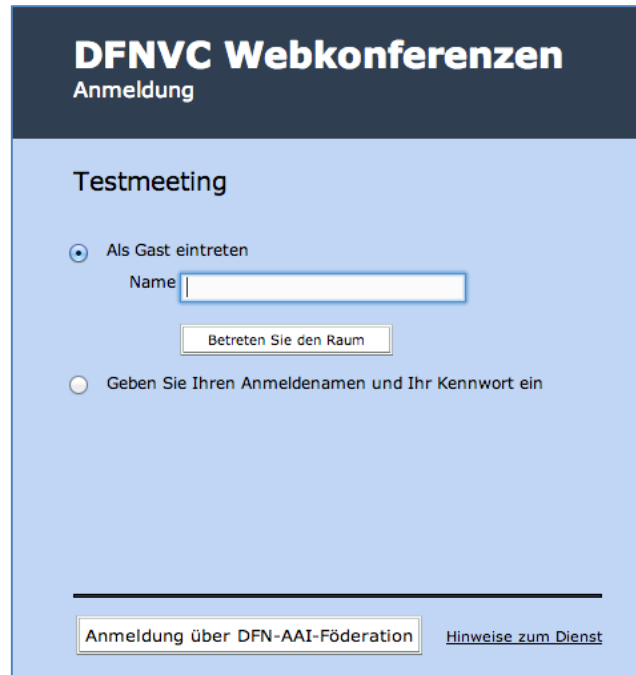 DFNVC Webkonferenzen
Anmeldung
Testmeeting
Als Gast eintreten
Name
Betreten Sie den Raum
Geben Sie Ihren Anmeldenamen und Ihr Kennwort ein
Anmeldung über DFN-AAI-Föderation
Hinweise zum Dienst